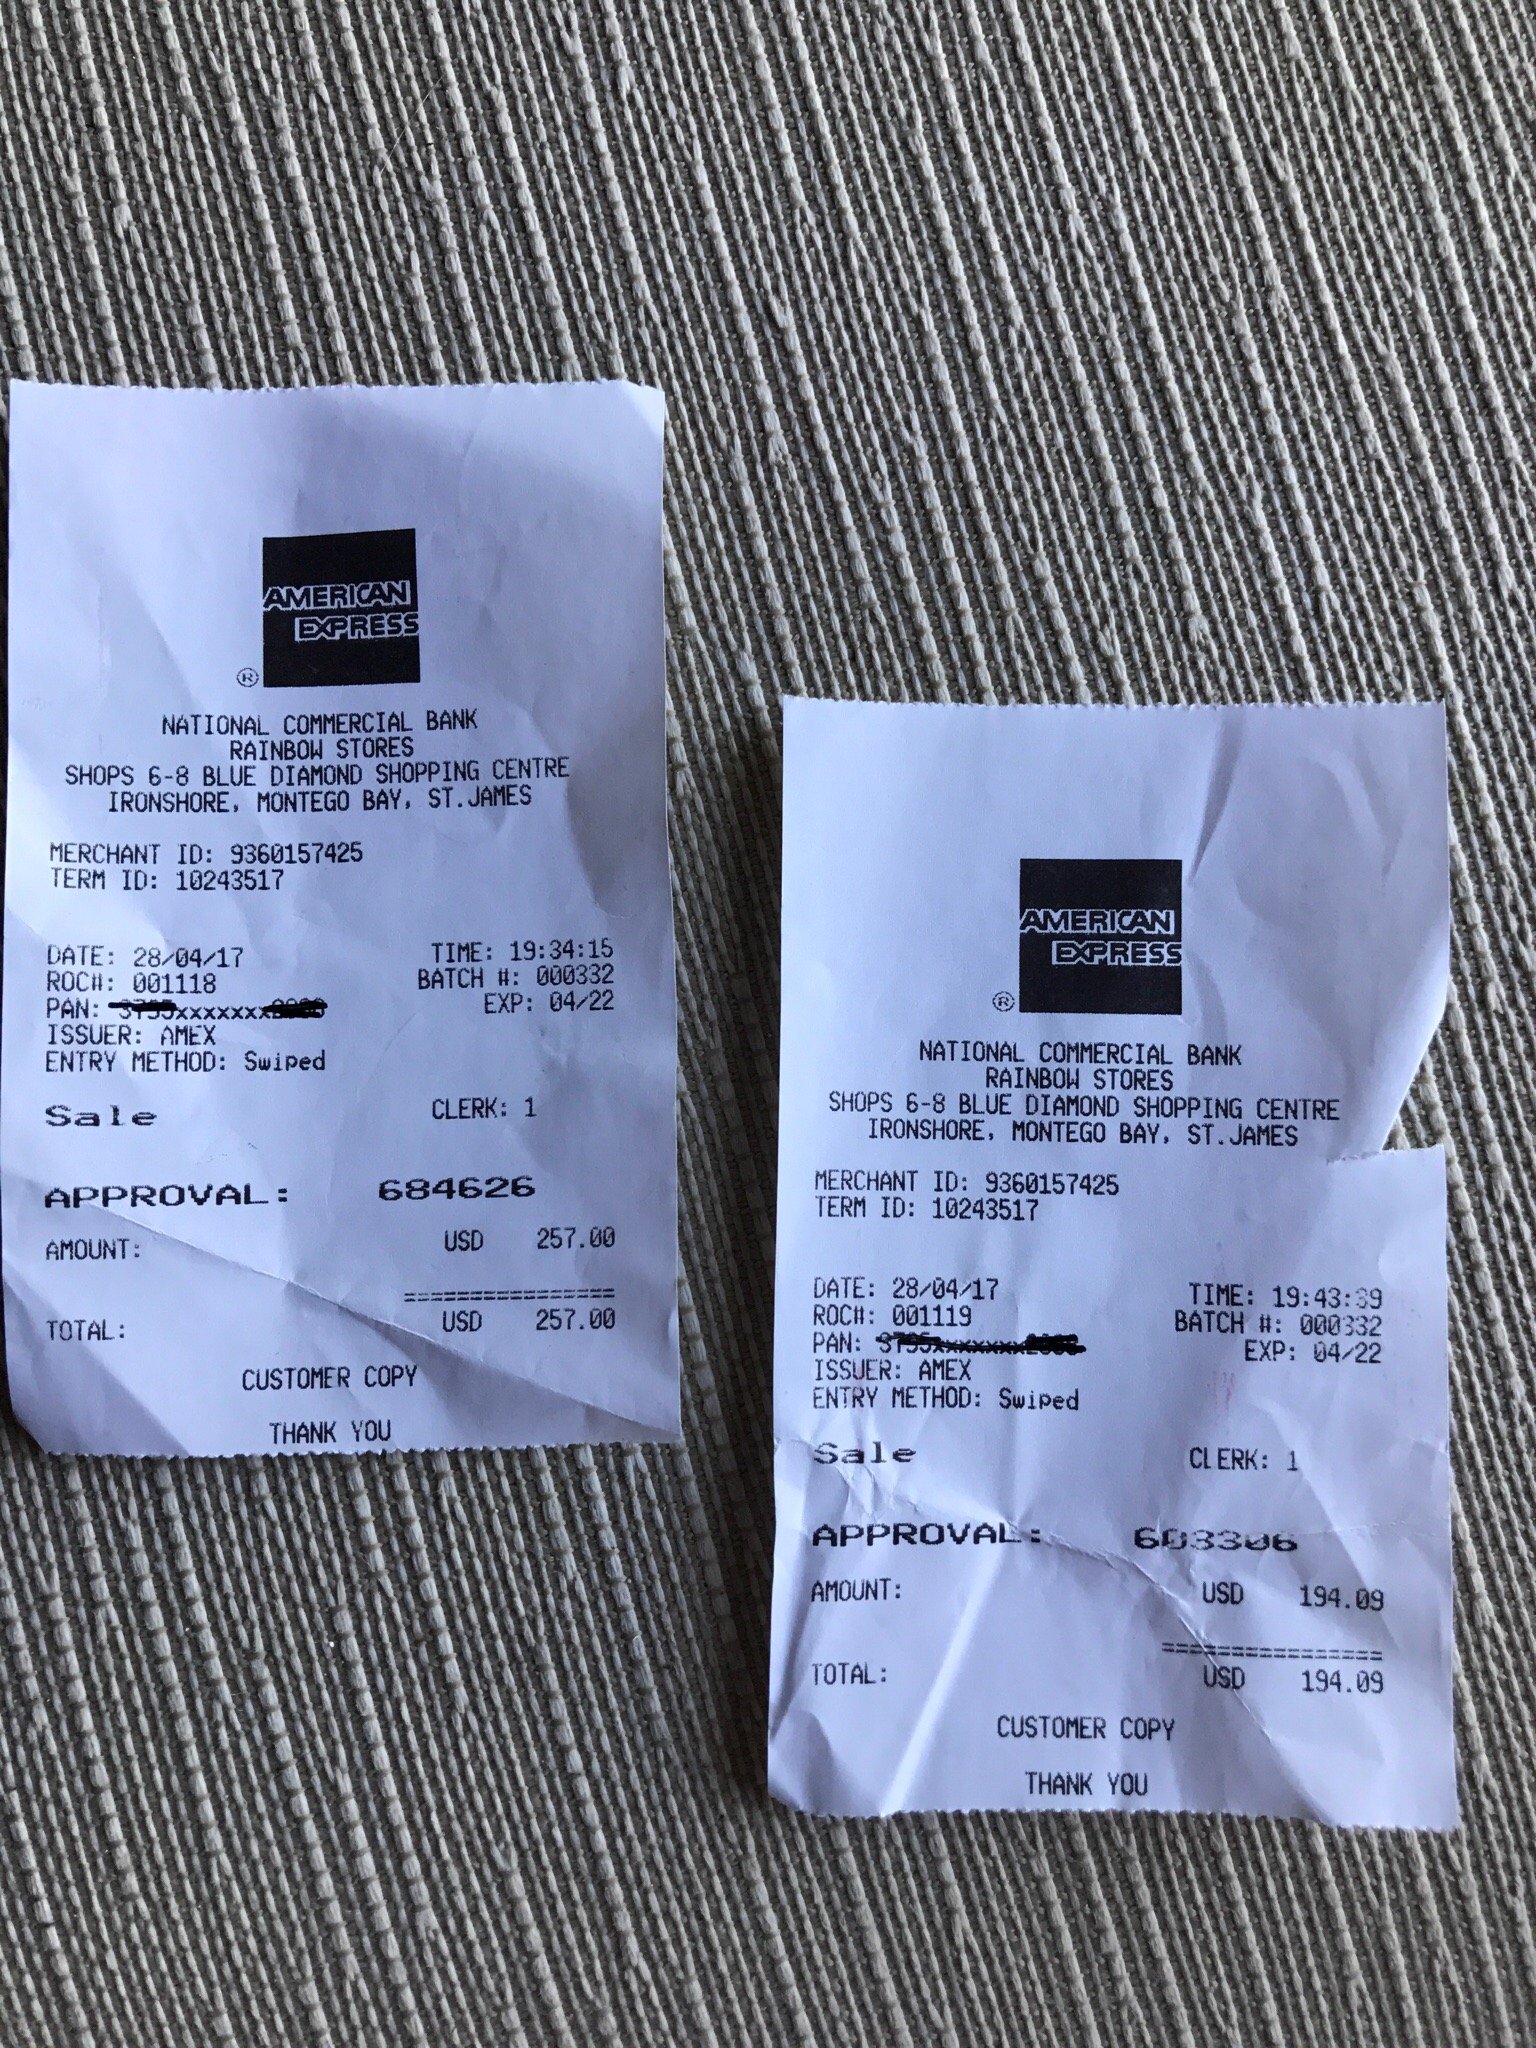 AMERICAN
EXPRESS
®
NATIONAL COMMERCIAL BANK
RAINBOW STORES
SHOPS 6-8 BLUE DIAMOND SHOPPING CENTRE
IRONSHORE, MONTEGO BAY, ST.JAMES
MERCHANT ID: 9360157425
TERM ID: 10243517
DATE: 28/04/17 TIME: 19:34:15
ROC#: 001118 BATCH #: 000332
PAN: xxxxxxx EXP: 04/22
ISSUER: AMEX
ENTRY METHOD: Swiped
Sale CLERK: 1
APPROVAL: 684626
AMOUNT: USD 257.00
=================
TOTAL: USD 257.00
CUSTOMER COPY
THANK YOU
AMERICAN
EXPRESS
®
NATIONAL COMMERCIAL BANK
RAINBOW STORES
SHOPS 6-8 BLUE DIAMOND SHOPPING CENTRE
IRONSHORE, MONTEGO BAY, ST.JAMES
MERCHANT ID: 9360157425
TERM ID: 10243517
DATE: 28/04/17 TIME: 19:43:39
ROC#: 001119 BATCH #: 000332
PAN: xxxxxxx EXP: 04/22
ISSUER: AMEX
ENTRY METHOD: Swiped
Sale CLERK: 1
APPROVAL: 603306
AMOUNT: USD 194.09
=================
TOTAL: USD 194.09
CUSTOMER COPY
THANK YOU